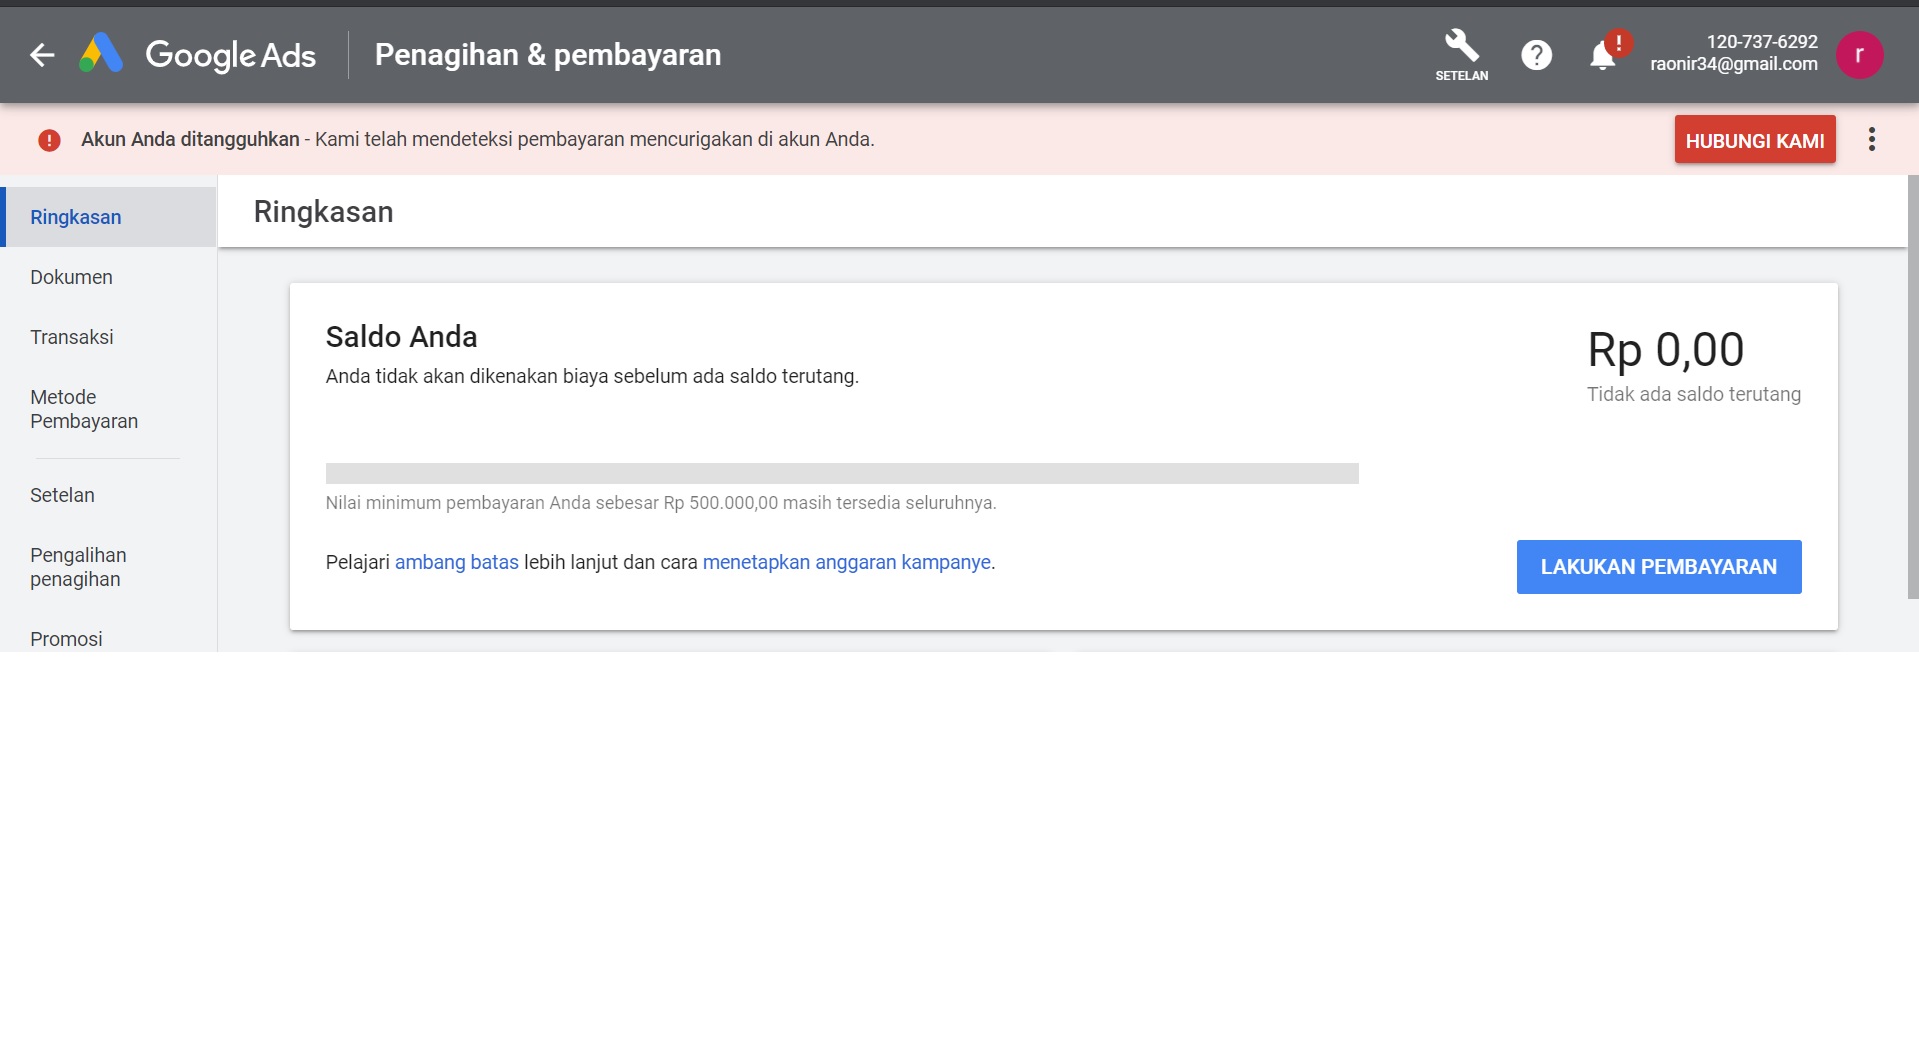 Google Ads
Penagihan & pembayaran
SETELAN
?
!
120-737-6292
raonir34@gmail.com
r
! Akun Anda ditangguhkan - Kami telah mendeteksi pembayaran mencurigakan di akun Anda.
HUBUNGI KAMI
Ringkasan
Dokumen
Transaksi
Metode
Pembayaran
Setelan
Pengalihan
penagihan
Promosi
Ringkasan
Saldo Anda
Anda tidak akan dikenakan biaya sebelum ada saldo terutang.
Rp 0,00
Tidak ada saldo terutang
Nilai minimum pembayaran Anda sebesar Rp 500.000,00 masih tersedia seluruhnya.
Pelajari ambang batas lebih lanjut dan cara menetapkan anggaran kampanye.
LAKUKAN PEMBAYARAN